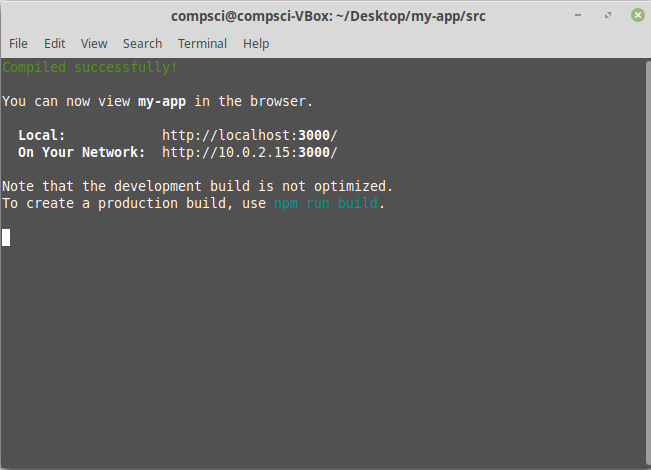 compsci@compsci-VBox: ~/Desktop/my-app/src
File Edit View Search Terminal Help
Compiled successfully!
You can now view my-app in the browser.
Local: http://localhost:3000/
On Your Network: http://10.0.2.15:3000/
Note that the development build is not optimized.
To create a production build, use npm run build.